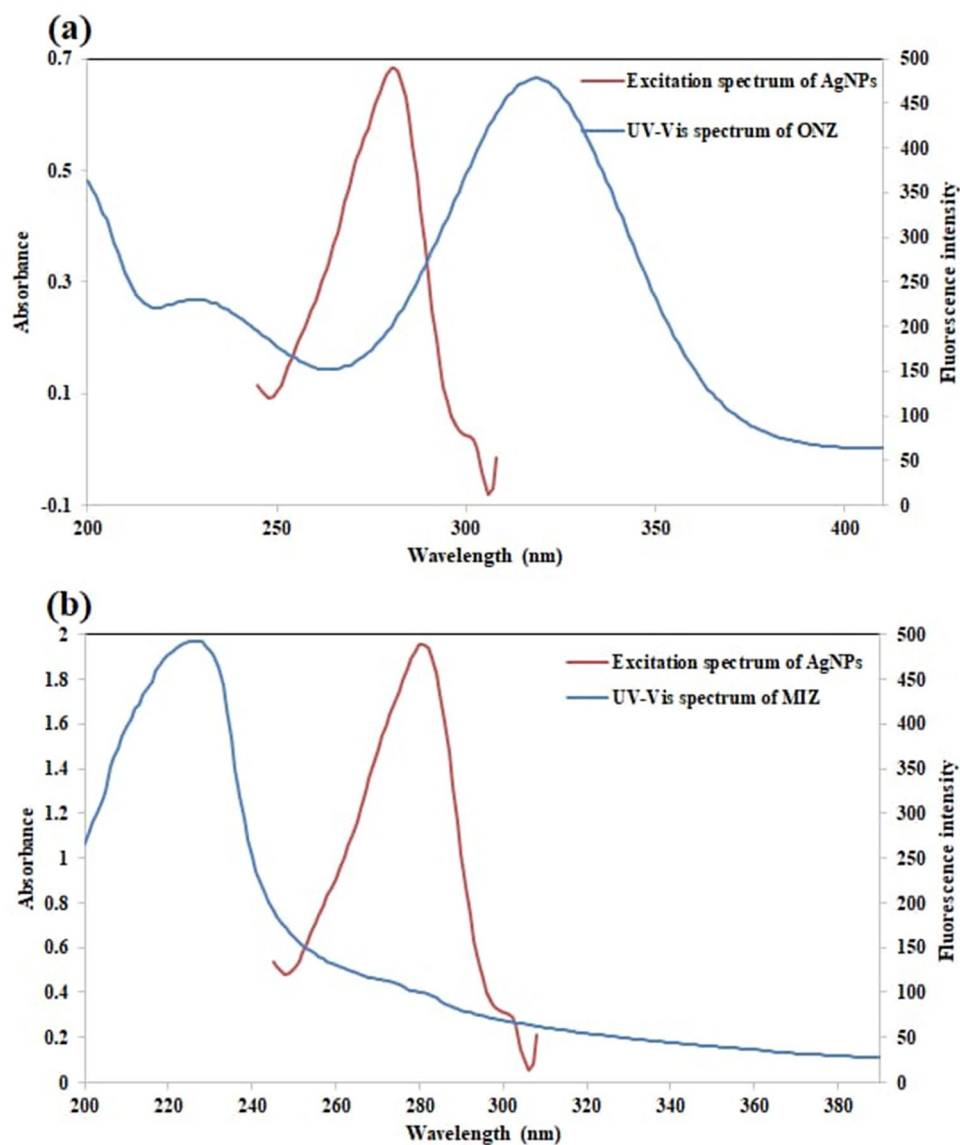 (a)
0.7
0.5
0.3
0.1
-0.1
Absorbance
500
450
400
350
300
250
200
150
100
50
0
Fluorescence intensity
Excitation spectrum of AgNPs
UV-Vis spectrum of ONZ
200 250 300 350 400
Wavelength (nm)
(b)
2
1.8
1.6
1.4
1.2
1
0.8
0.6
0.4
0.2
0
Absorbance
500
450
400
350
300
250
200
150
100
50
0
Fluorescence intensity
Excitation spectrum of AgNPs
UV-Vis spectrum of MIZ
200 220 240 260 280 300 320 340 360 380
Wavelength (nm)